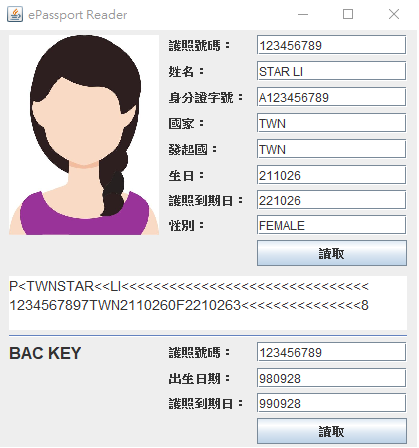 ePassport Reader
護照號碼： 123456789
姓名： STAR LI
身分證字號： A123456789
國家： TWN
發起國： TWN
生日： 211026
護照到期日： 221026
性別： FEMALE
讀取
P<TWNSTAR<<LI<<<<<<<<<<<<<<<<<<<<<<<<<<<<<<<
1234567897TWN2110260F2210263<<<<<<<<<<<<<<<8
BAC KEY
護照號碼： 123456789
出生日期： 980928
護照到期日： 990928
讀取